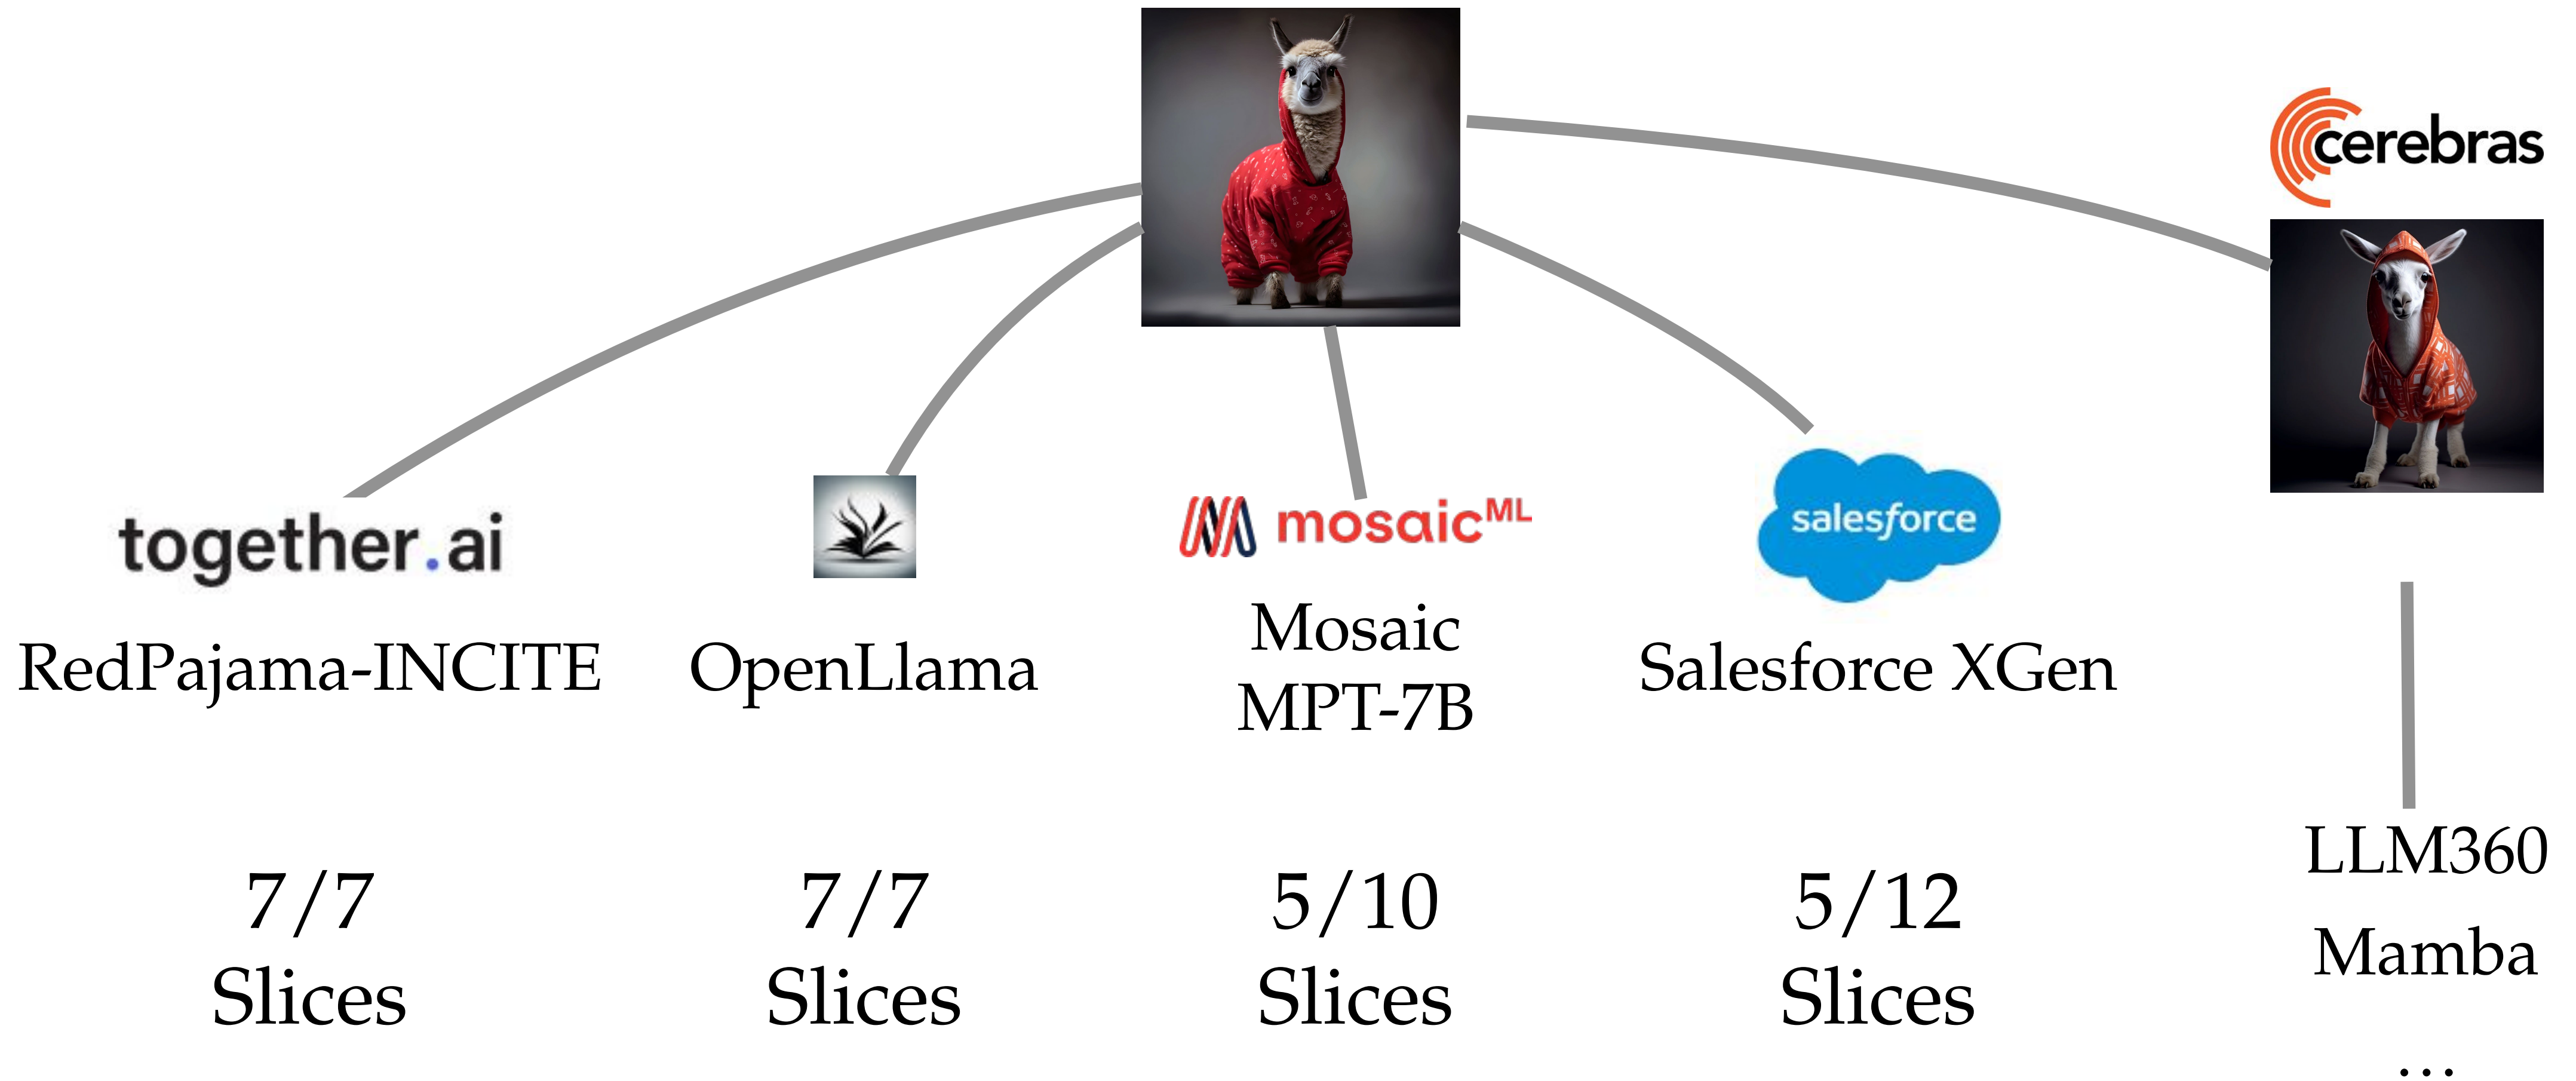 cerebras
together.ai
mosaicML
salesforce
RedPajama-INCITE
OpenLlama
Mosaic
MPT-7B
Salesforce XGen
7/7
Slices
7/7
Slices
5/10
Slices
5/12
Slices
LLM360
Mamba
...